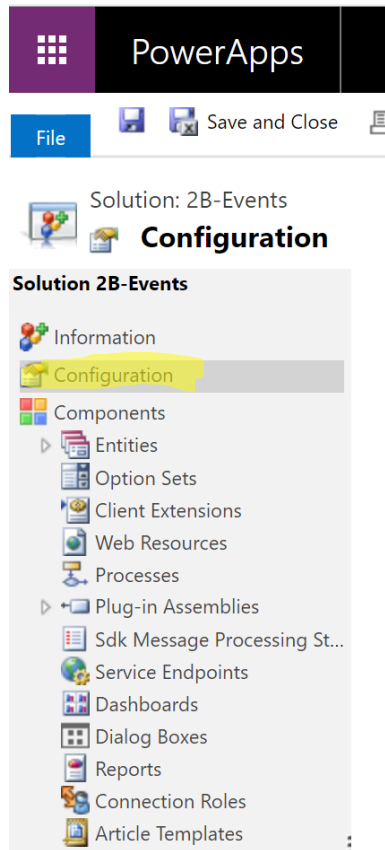 PowerApps
File
Save and Close
Solution: 2B-Events
Configuration
Solution 2B-Events
Information
Configuration
Components
Entities
Option Sets
Client Extensions
Web Resources
Processes
Plug-in Assemblies
Sdk Message Processing St...
Service Endpoints
Dashboards
Dialog Boxes
Reports
Connection Roles
Article Templates